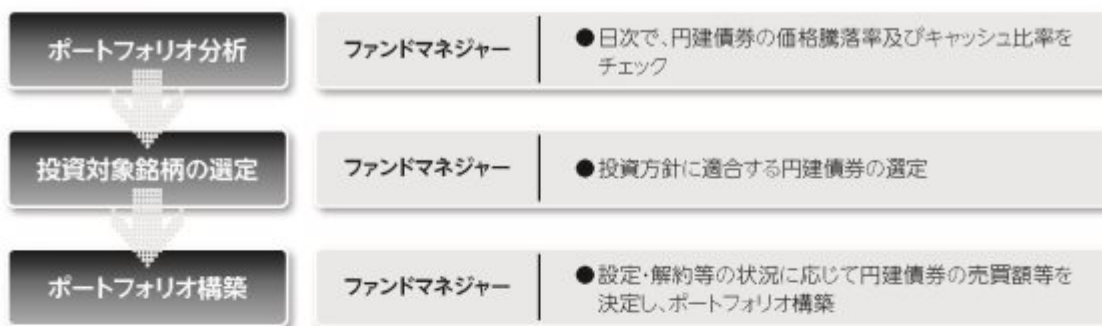 ポートフォリオ分析
ファンドマネジャー
●日次で、円建債券の価格騰落率及びキャッシュ比率を
チェック
投資対象銘柄の選定
ファンドマネジャー
●投資方針に適合する円建債券の選定
ポートフォリオ構築
ファンドマネジャー
●設定・解約等の状況に応じて円建債券の売買額等を
決定し、ポートフォリオ構築